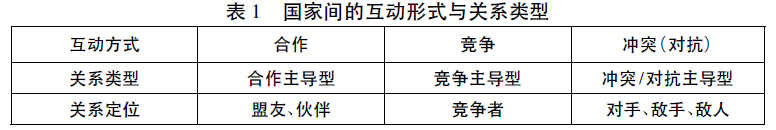 表 1 国家间的互动形式与关系类型
互动方式 合作 竞争 冲突(对抗)
关系类型 合作主导型 竞争主导型 冲突/对抗主导型
关系定位 盟友、伙伴 竞争者 对手、敌手、敌人